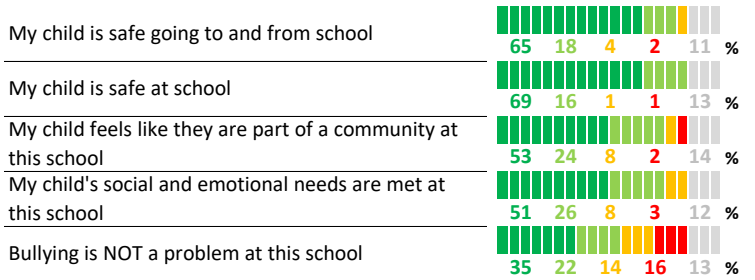 My child is safe going to and from school
65 18 4 2 11 %
My child is safe at school
69 16 1 1 13 %
My child feels like they are part of a community at
this school
53 24 8 2 14 %
My child's social and emotional needs are met at
this school
51 26 8 3 12 %
Bullying is NOT a problem at this school
35 22 14 16 13 %